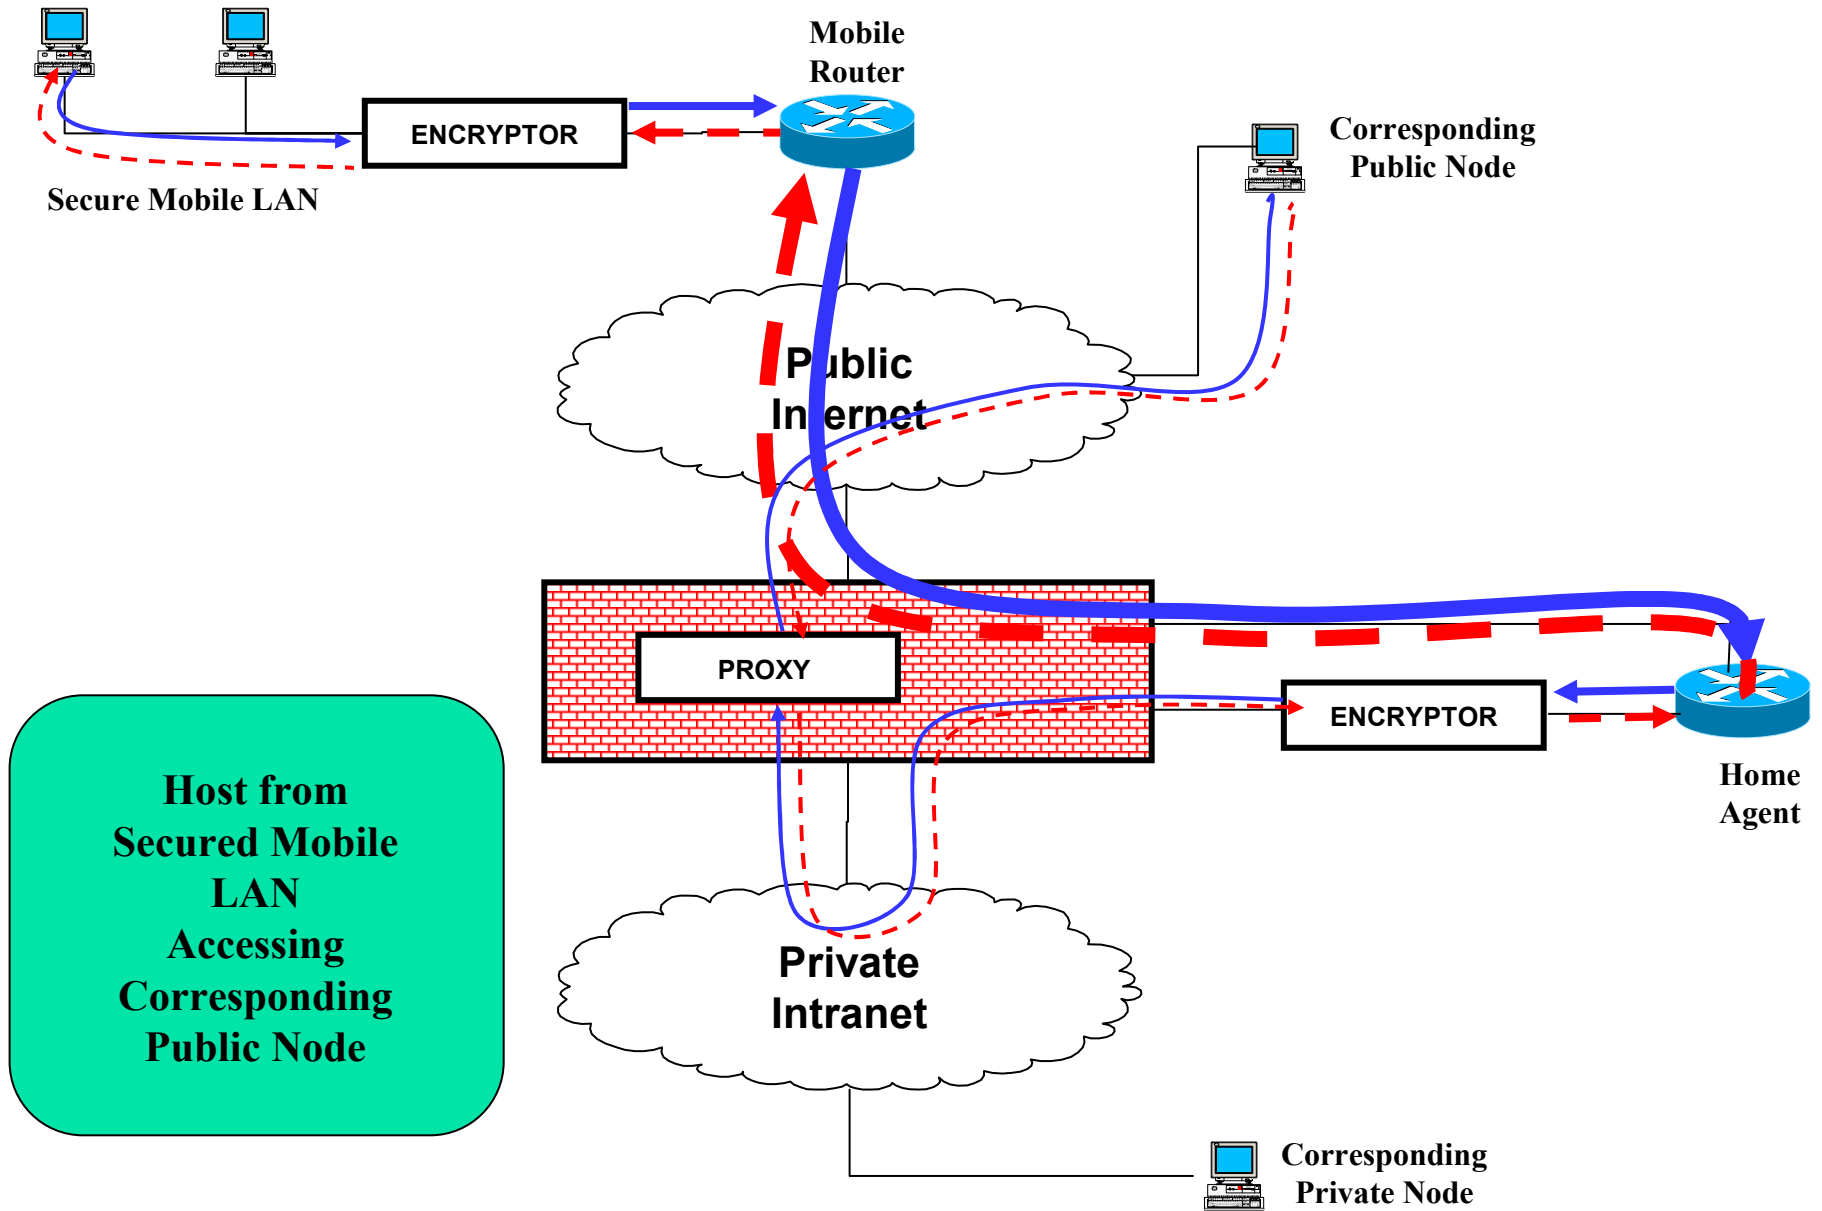 Mobile
Router
ENCRYPTOR
Corresponding
Public Node
Secure Mobile LAN
Public
Internet
PROXY
ENCRYPTOR
Home
Agent
Host from
Secured Mobile
LAN
Accessing
Corresponding
Public Node
Private
Intranet
Corresponding
Private Node